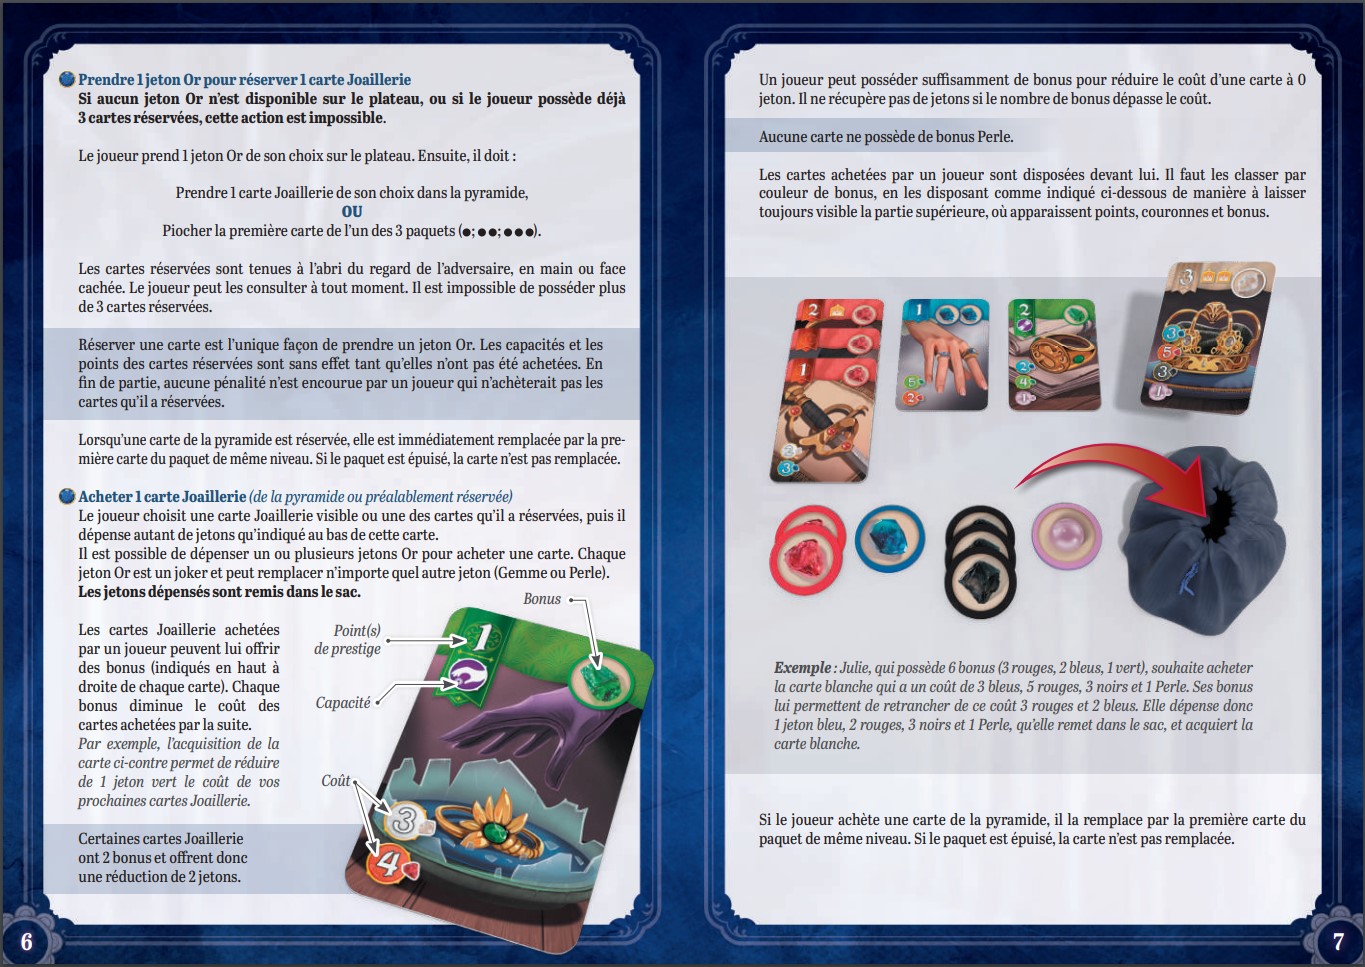 Prendre 1 jeton Or pour réserver 1 carte Joaillerie
Si aucun jeton Or n'est disponible sur le plateau, ou si le joueur possède déjà
3 cartes réservées, cette action est impossible.
Le joueur prend 1 jeton Or de son choix sur le plateau. Ensuite, il doit :
Prendre 1 carte Joaillerie de son choix dans la pyramide,
OU
Piocher la première carte de l'un des 3 paquets (●; ●●; ●●●).
Les cartes réservées sont tenues à l'abri du regard de l'adversaire, en main ou face
cachée. Le joueur peut les consulter à tout moment. Il est impossible de posséder plus
de 3 cartes réservées.
Réserver une carte est l'unique façon de prendre un jeton Or. Les capacités et les
points des cartes réservées sont sans effet tant qu'elles n'ont pas été achetées. En
fin de partie, aucune pénalité n'est encourue par un joueur qui n'achèterait pas les
cartes qu'il a réservées.
Lorsqu'une carte de la pyramide est réservée, elle est immédiatement remplacée par la pre-
mière carte du paquet de même niveau. Si le paquet est épuisé, la carte n'est pas remplacée.
Acheter 1 carte Joaillerie (de la pyramide ou préalablement réservée)
Le joueur choisit une carte Joaillerie visible ou une des cartes qu'il a réservées, puis il
dépense autant de jetons qu'indiqué au bas de cette carte.
Il est possible de dépenser un ou plusieurs jetons Or pour acheter une carte. Chaque
jeton Or est un joker et peut remplacer n'importe quel autre jeton (Gemme ou Perle).
Les jetons dépensés sont remis dans le sac.
Les cartes Joaillerie achetées
par un joueur peuvent lui offrir
des bonus (indiqués en haut à
droite de chaque carte). Chaque
bonus diminue le coût des
cartes achetées par la suite.
Par exemple, l'acquisition de la
carte ci-contre permet de réduire
de 1 jeton vert le coût de vos
prochaines cartes Joaillerie.
Certaines cartes Joaillerie
ont 2 bonus et offrent donc
une réduction de 2 jetons.
Bonus
Point(s)
de prestige
Capacité
Coût
1
3
4
6
Un joueur peut posséder suffisamment de bonus pour réduire le coût d'une carte à 0
jeton. Il ne récupère pas de jetons si le nombre de bonus dépasse le coût.
Aucune carte ne possède de bonus Perle.
Les cartes achetées par un joueur sont disposées devant lui. Il faut les classer par
couleur de bonus, en les disposant comme indiqué ci-dessous de manière à laisser
toujours visible la partie supérieure, où apparaissent points, couronnes et bonus.
2
1
2
3
1
2
3
5
2
2
4
1
3
5
3
1
Exemple : Julie, qui possède 6 bonus (3 rouges, 2 bleus, 1 vert), souhaite acheter
la carte blanche qui a un coût de 3 bleus, 5 rouges, 3 noirs et 1 Perle. Ses bonus
lui permettent de retrancher de ce coût 3 rouges et 2 bleus. Elle dépense donc
1 jeton bleu, 2 rouges, 3 noirs et 1 Perle, qu'elle remet dans le sac, et acquiert la
carte blanche.
Si le joueur achète une carte de la pyramide, il la remplace par la première carte du
paquet de même niveau. Si le paquet est épuisé, la carte n'est pas remplacée.
7